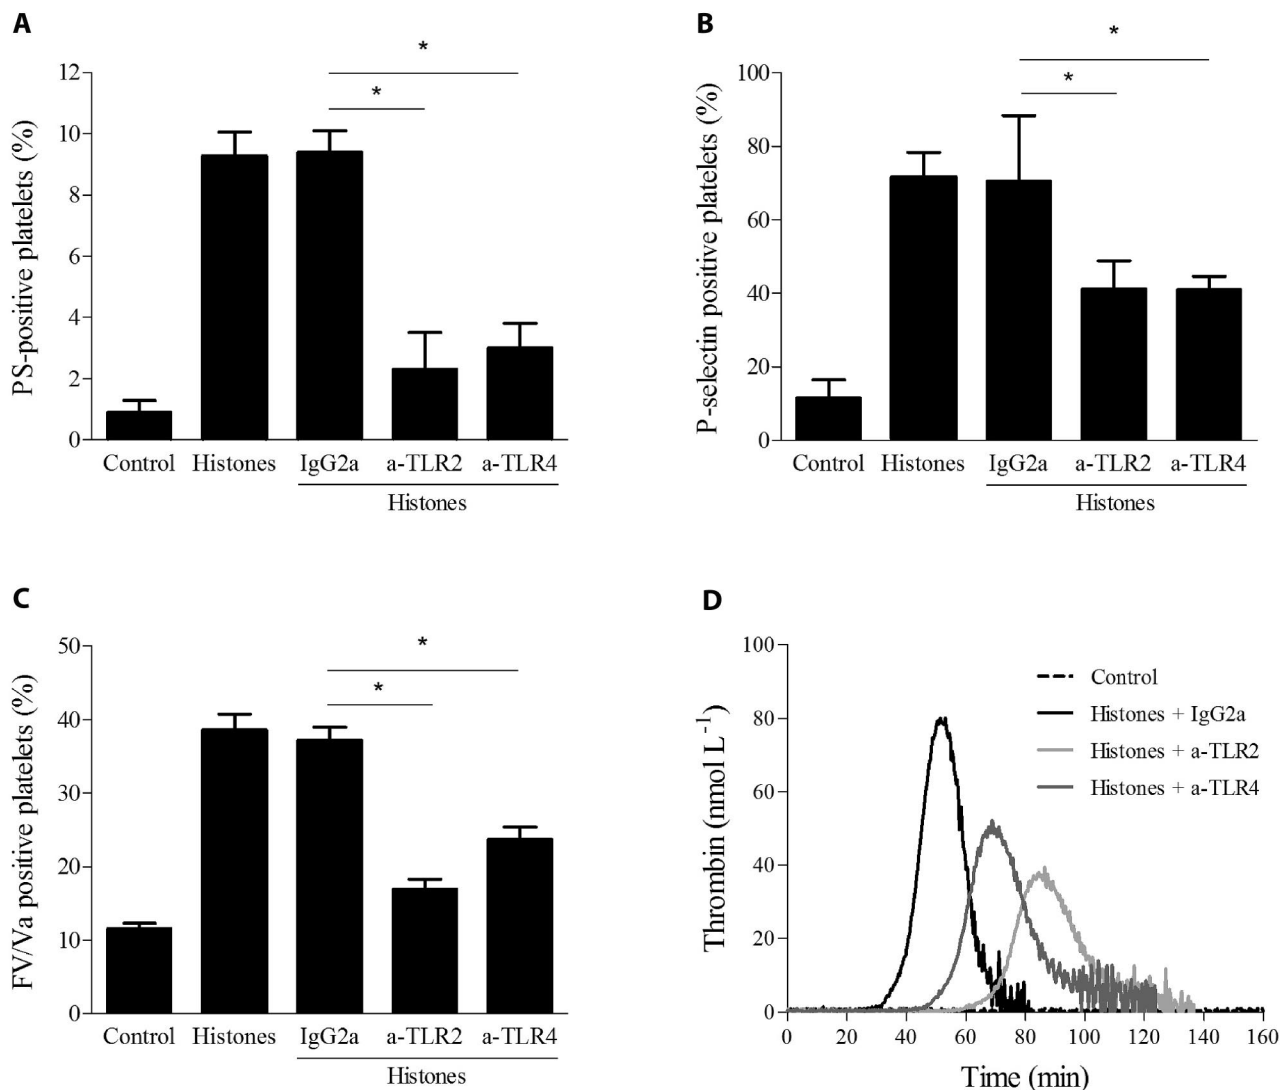 A
PS-positive platelets (%)
12
10
8
6
4
2
0
* *
Control Histones IgG2a a-TLR2 a-TLR4
Histones
B
P-selectin positive platelets (%)
100
80
60
40
20
0
* *
Control Histones IgG2a a-TLR2 a-TLR4
Histones
C
FV/Va positive platelets (%)
50
40
30
20
10
0
* *
Control Histones IgG2a a-TLR2 a-TLR4
Histones
D
Thrombin (nmol L⁻¹)
100
80
60
40
20
0
Control
Histones + IgG2a
Histones + a-TLR2
Histones + a-TLR4
0 20 40 60 80 100 120 140 160
Time (min)